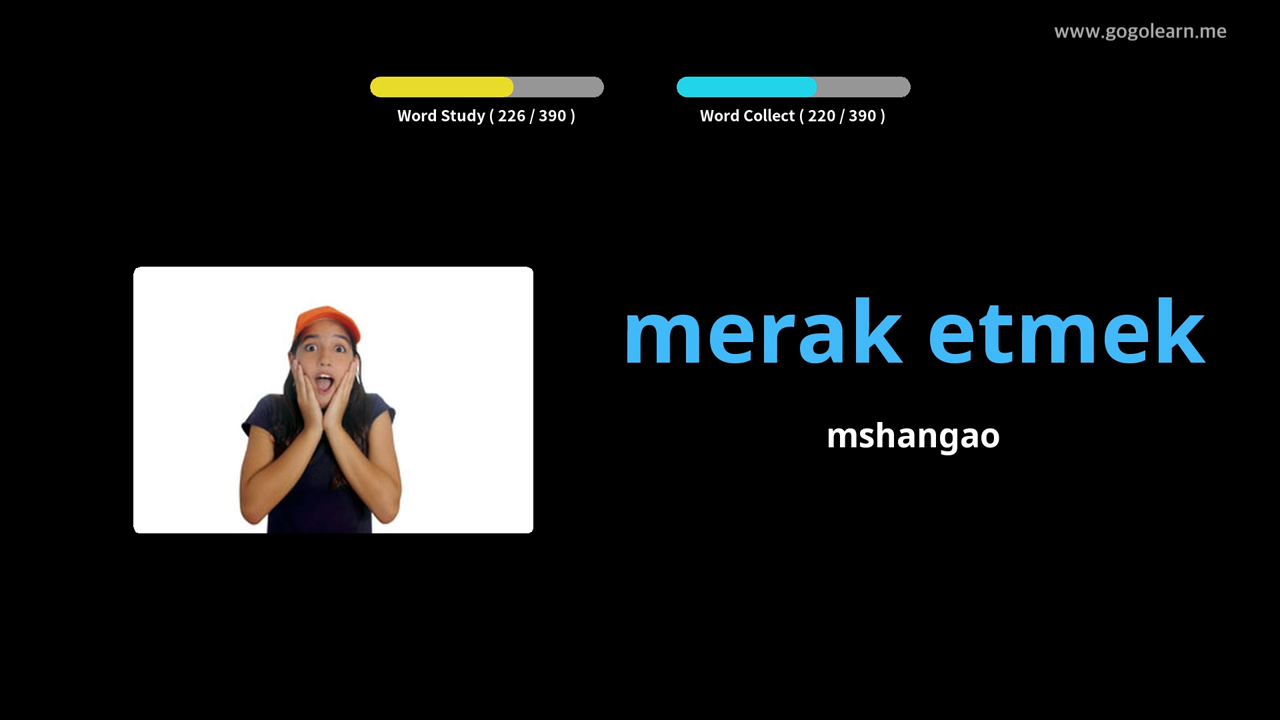 www.gogolearn.me
Word Study ( 226 / 390 )
Word Collect ( 220 / 390 )
merak etmek
mshangao